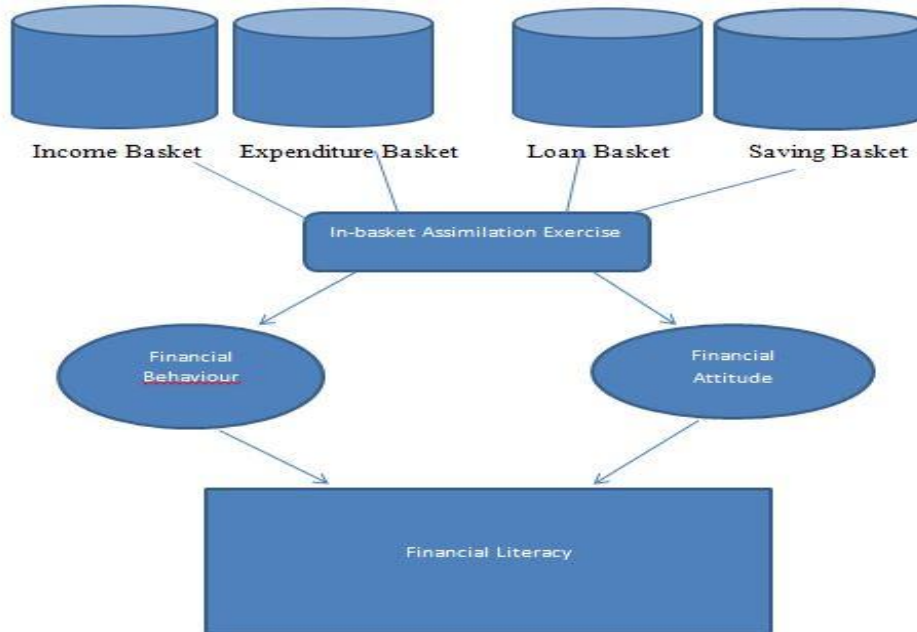 Income Basket
Expenditure Basket
Loan Basket
Saving Basket
In-basket Assimilation Exercise
Financial
Behaviour
Financial
Attitude
Financial Literacy